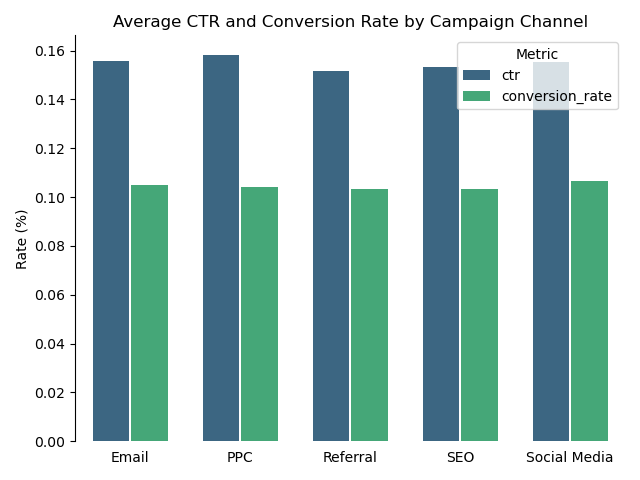 Average CTR and Conversion Rate by Campaign Channel
Rate (%)
0.16
0.14
0.12
0.10
0.08
0.06
0.04
0.02
0.00
Metric
ctr
conversion_rate
Email
PPC
Referral
SEO
Social Media